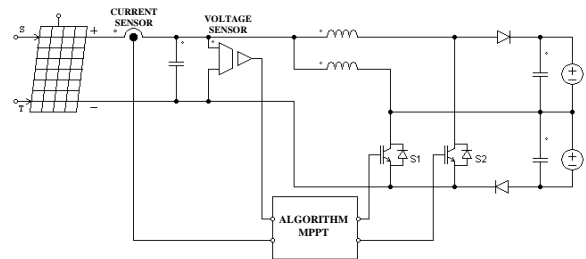 CURRENT
SENSOR
VOLTAGE
SENSOR
S
+
T
−
S1
S2
ALGORITHM
MPPT